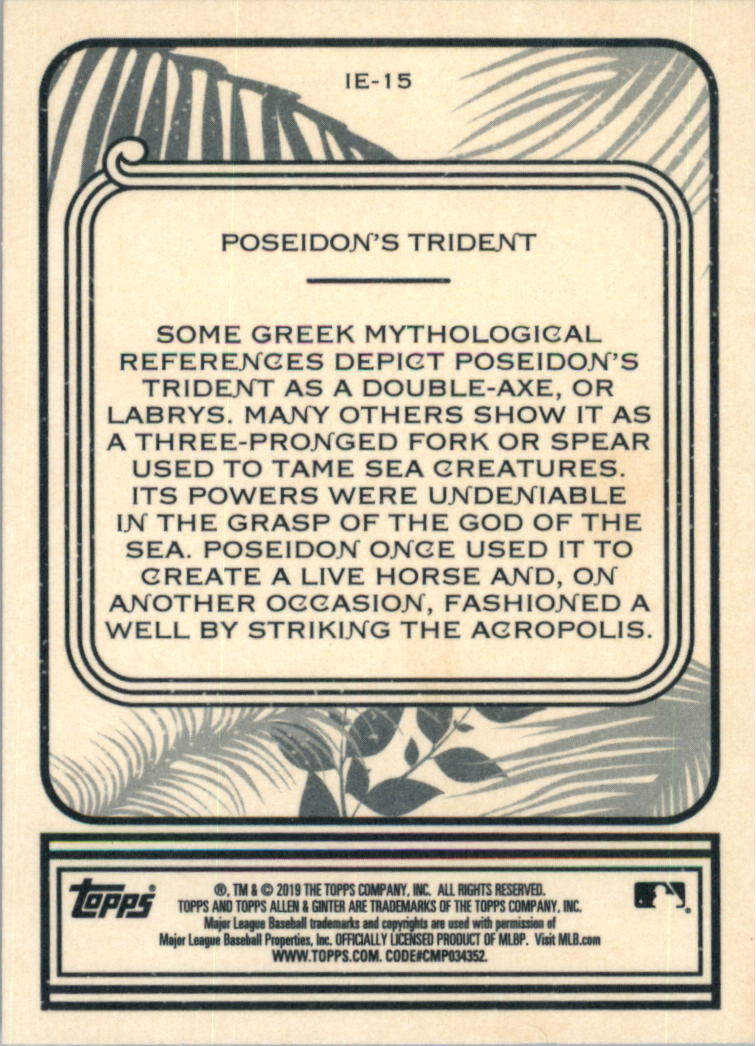 IE-15
POSEIDON'S TRIDENT
SOME GREEK MYTHOLOGICAL
REFERENCES DEPICT POSEIDON'S
TRIDENT AS A DOUBLE-AXE, OR
LABRYS. MANY OTHERS SHOW IT AS
A THREE-PRONGED FORK OR SPEAR
USED TO TAME SEA CREATURES.
ITS POWERS WERE UNDENIABLE
IN THE GRASP OF THE GOD OF THE
SEA. POSEIDON ONCE USED IT TO
CREATE A LIVE HORSE AND, ON
ANOTHER OCCASION, FASHIONED A
WELL BY STRIKING THE ACROPOLIS.
topps®
®, TM & © 2019 THE TOPPS COMPANY, INC. ALL RIGHTS RESERVED.
TOPPS AND TOPPS ALLEN & GINTER ARE TRADEMARKS OF THE TOPPS COMPANY, INC.
Major League Baseball trademarks and copyrights are used with permission of
Major League Baseball Properties, Inc. OFFICIALLY LICENSED PRODUCT OF MLBP. Visit MLB.com
WWW.TOPPS.COM. CODE#CMP034352.